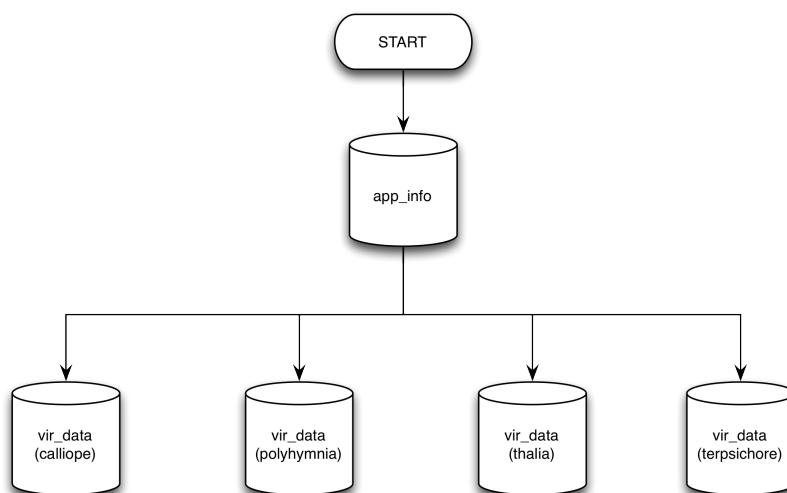 START
app_info
vir_data
(calliope)
vir_data
(polyhymnia)
vir_data
(thalia)
vir_data
(terpsichore)